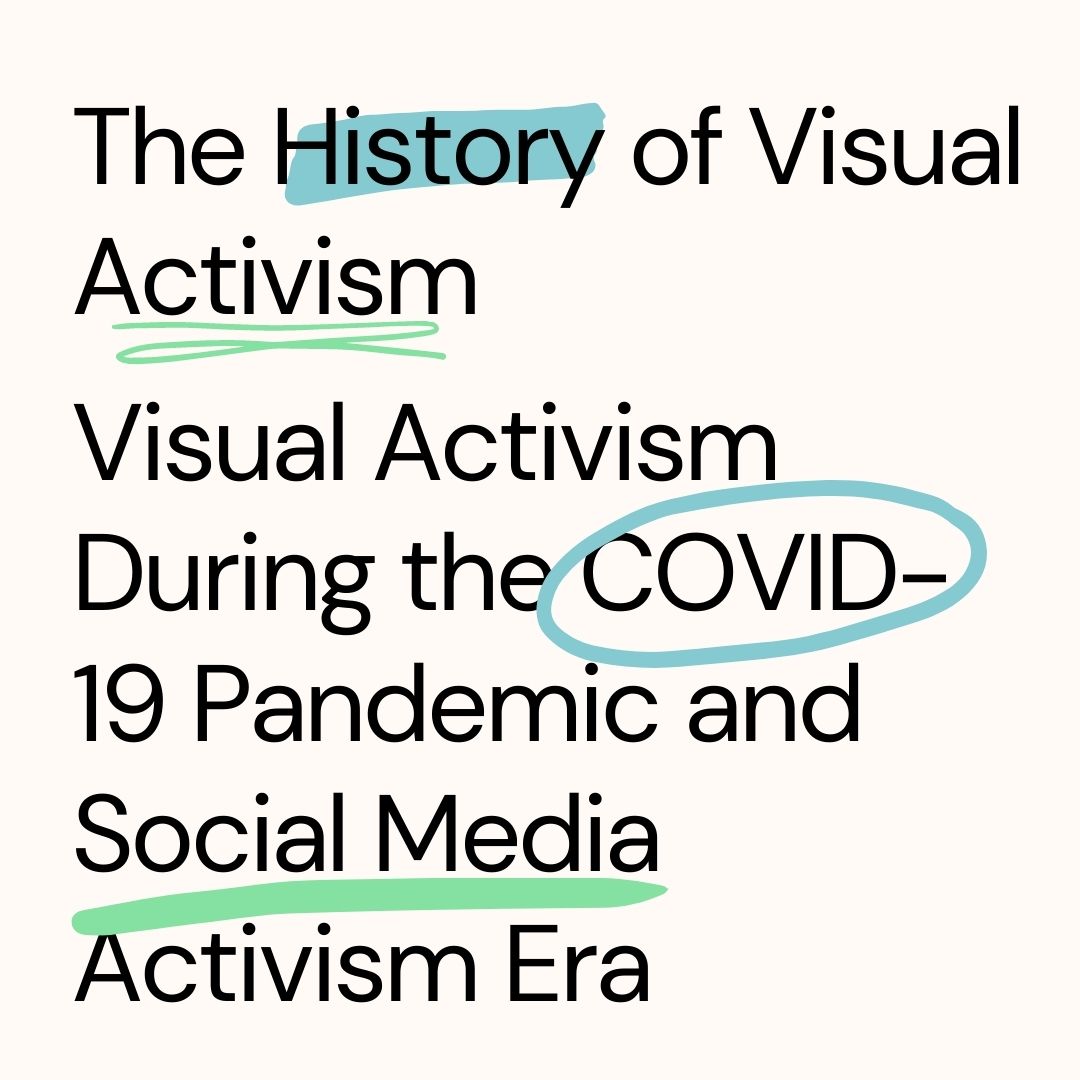 The History of Visual
Activism
Visual Activism
During the COVID-
19 Pandemic and
Social Media
Activism Era